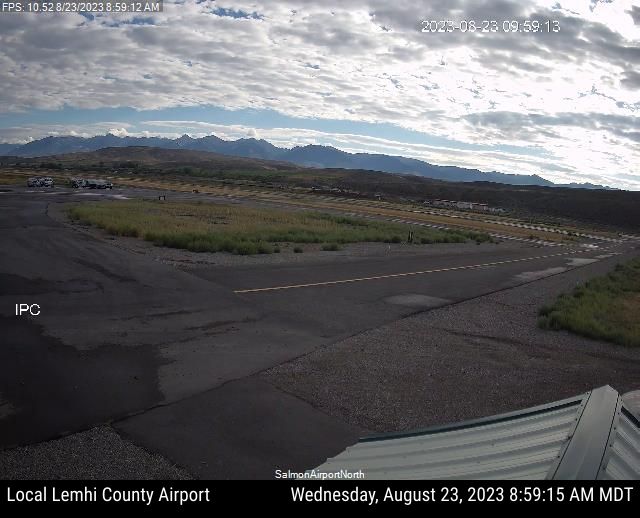 FPS: 10.52 8/23/2023 8:59:12 AM
2023-08-23 09:59:13
IPC
SalmonAirportNorth
Local Lemhi County Airport Wednesday, August 23, 2023 8:59:15 AM MDT